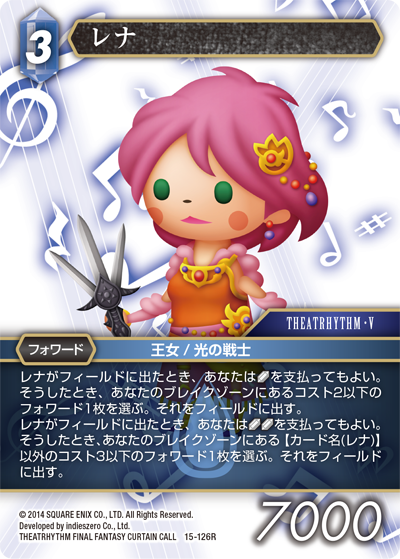 3
レナ
THEATRHYTHM・V
フォワード
王女 / 光の戦士
レナがフィールドに出たとき、あなたは を支払ってもよい。
そうしたとき、あなたのブレイクゾーンにあるコスト2以下の
フォワード1枚を選ぶ。それをフィールドに出す。
レナがフィールドに出たとき、あなたは を支払ってもよい。
そうしたとき、あなたのブレイクゾーンにある【カード名(レナ)】
以外のコスト3以下のフォワード1枚を選ぶ。それをフィールド
に出す。
© 2014 SQUARE ENIX CO., LTD. All Rights Reserved.
Developed by indieszero Co., Ltd.
THEATRHYTHM FINAL FANTASY CURTAIN CALL 15-126R
7000